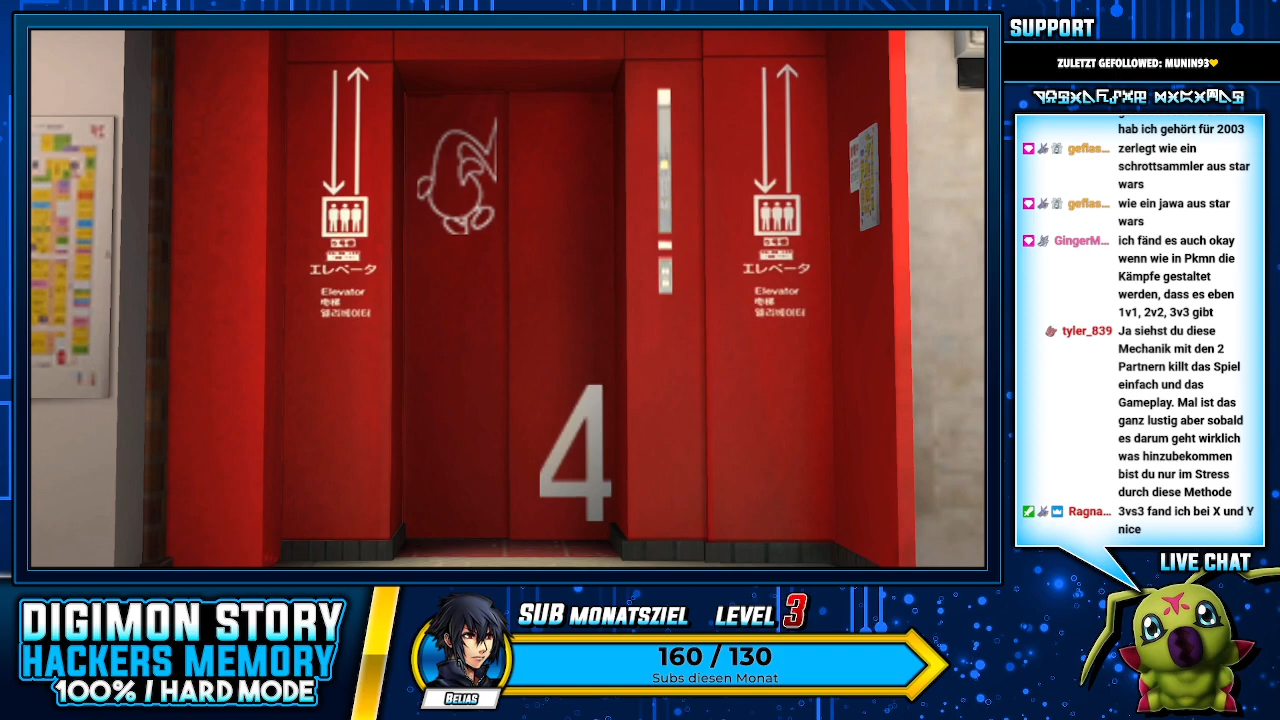 エレベータ
Elevator
电梯
엘리베이터
4
エレベータ
Elevator
电梯
엘리베이터
SUPPORT
ZULETZT GEFOLLOWED: MUNIN93
hab ich gehört für 2003
geflas... zerlegt wie ein
schrottsammler aus star
wars
geflas... wie ein jawa aus star
wars
GingerM... ich fänd es auch okay
wenn wie in Pkmn die
Kämpfe gestaltet
werden, dass es eben
1v1, 2v2, 3v3 gibt
tyler_839 Ja siehst du diese
Mechanik mit den 2
Partnern killt das Spiel
einfach und das
Gameplay. Mal ist das
ganz lustig aber sobald
es darum geht wirklich
was hinzubekommen
bist du nur im Stress
durch diese Methode
Ragna... 3vs3 fand ich bei X und Y
nice
LIVE CHAT
DIGIMON STORY
HACKERS MEMORY
100% / HARD MODE
BELIAS
SUB MONATSZIEL LEVEL 3
160 / 130
Subs diesen Monat